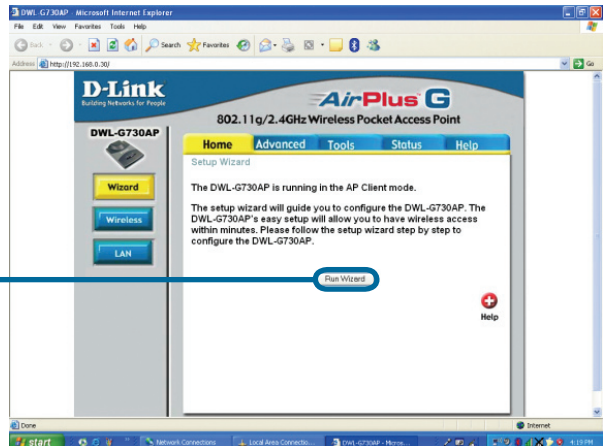 DWL-G730AP - Microsoft Internet Explorer
File Edit View Favorites Tools Help
Back Search Favorites
Address http://192.168.0.30/ Go
D-Link
Building Networks for People
AirPlus G
802.11g/2.4GHz Wireless Pocket Access Point
DWL-G730AP
Home Advanced Tools Status Help
Wizard
Wireless
LAN
Setup Wizard
The DWL-G730AP is running in the AP Client mode.
The setup wizard will guide you to configure the DWL-G730AP. The
DWL-G730AP's easy setup will allow you to have wireless access
within minutes. Please follow the setup wizard step by step to
configure the DWL-G730AP.
Run Wizard
Help
Done Internet
start Network Connections Local Area Connectio... DWL-G730AP - Micros... 4:19 PM